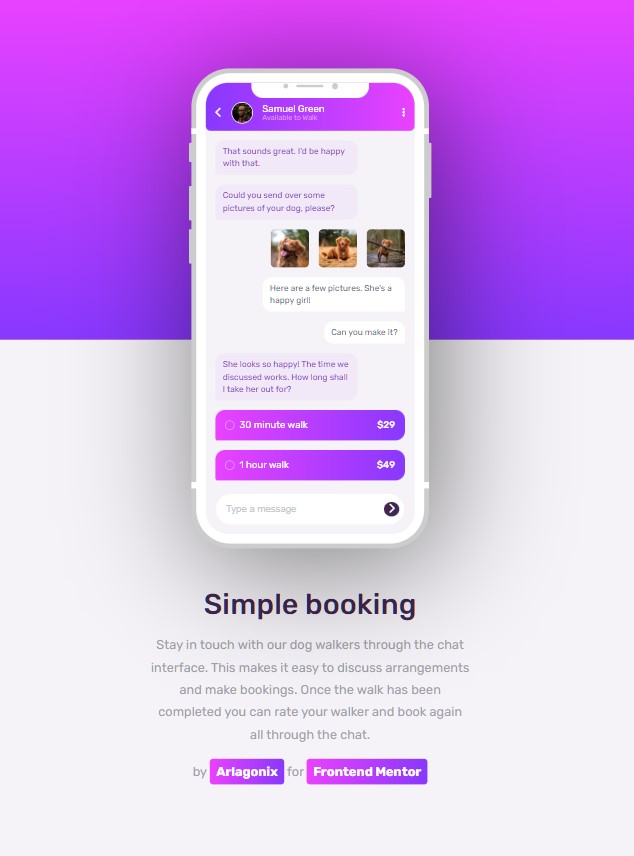 Samuel Green
Available to Walk
That sounds great. I'd be happy
with that.
Could you send over some
pictures of your dog, please?
Here are a few pictures. She's a
happy girl!
Can you make it?
She looks so happy! The time we
discussed works. How long shall
I take her out for?
30 minute walk $29
1 hour walk $49
Type a message
Simple booking
Stay in touch with our dog walkers through the chat
interface. This makes it easy to discuss arrangements
and make bookings. Once the walk has been
completed you can rate your walker and book again
all through the chat.
by Arlagonix for Frontend Mentor